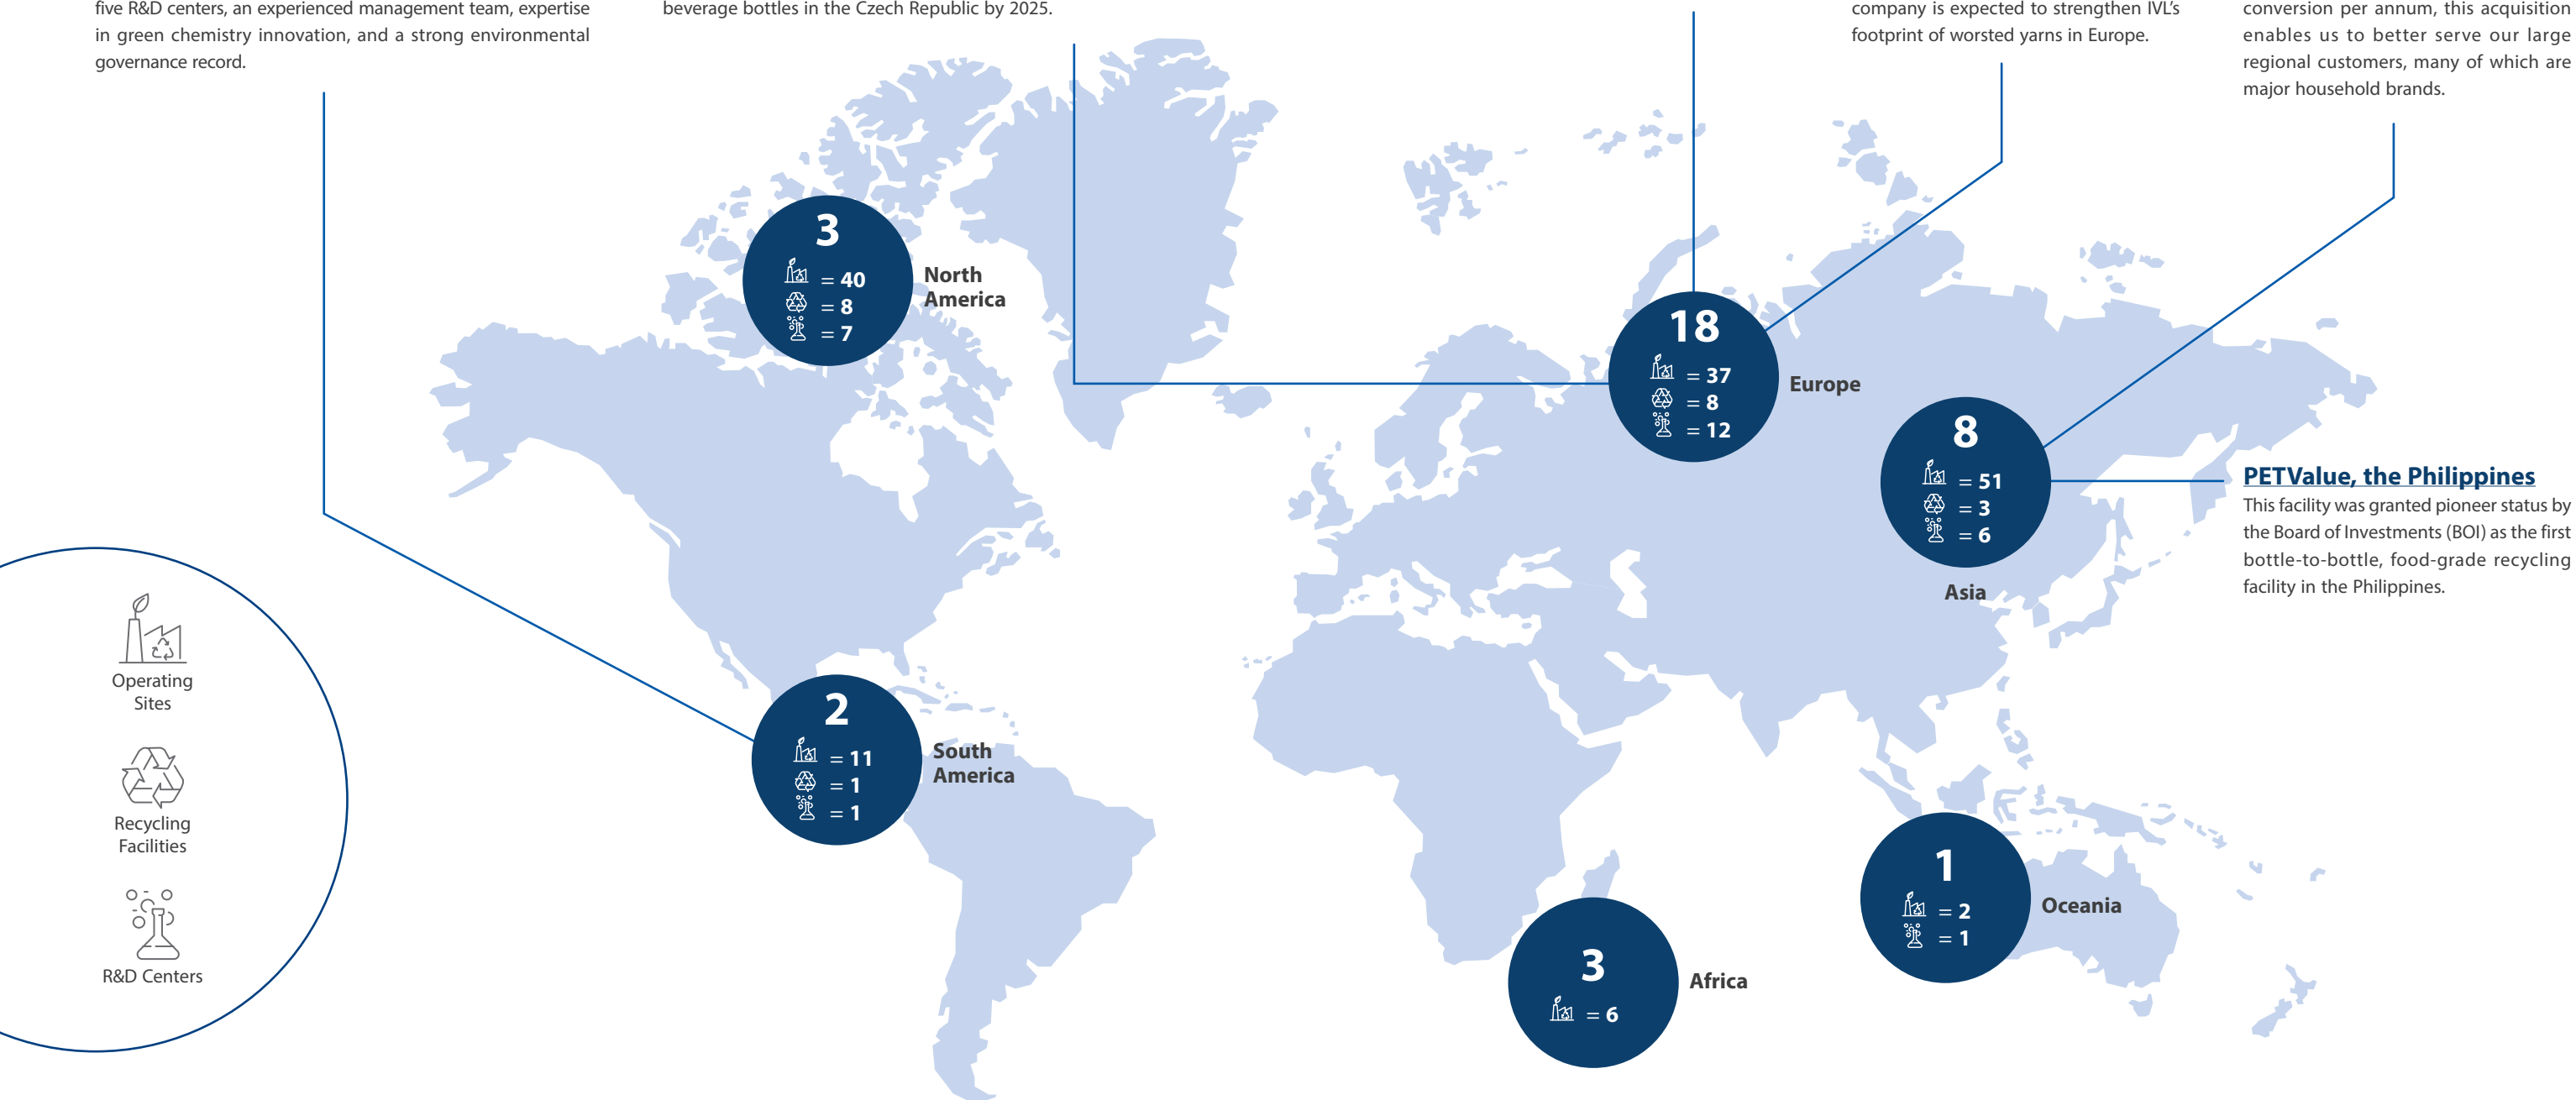 five R&D centers, an experienced management team, expertise
in green chemistry innovation, and a strong environmental
governance record.
beverage bottles in the Czech Republic by 2025.
company is expected to strengthen IVL's
footprint of worsted yarns in Europe.
conversion per annum, this acquisition
enables us to better serve our large
regional customers, many of which are
major household brands.
3
= 40
= 8
= 7
North
America
18
= 37
= 8
= 12
Europe
8
= 51
= 3
= 6
Asia
PETValue, the Philippines
This facility was granted pioneer status by
the Board of Investments (BOI) as the first
bottle-to-bottle, food-grade recycling
facility in the Philippines.
Operating
Sites
Recycling
Facilities
R&D Centers
2
= 11
= 1
= 1
South
America
1
= 2
= 1
Oceania
3
= 6
Africa